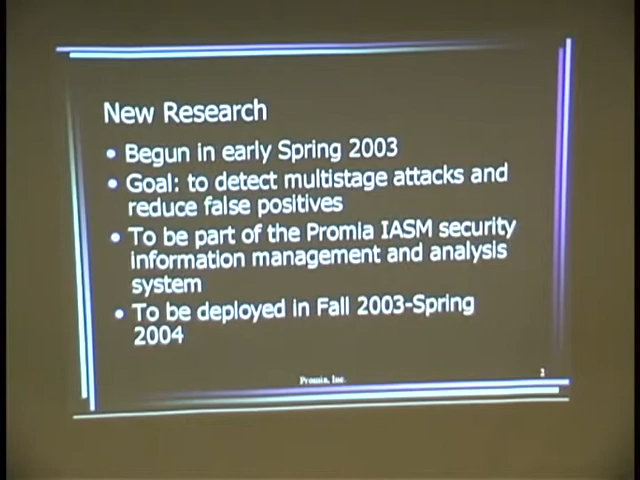 New Research
• Begun in early Spring 2003
• Goal: to detect multistage attacks and
reduce false positives
• To be part of the Promia IASM security
information management and analysis
system
• To be deployed in Fall 2003-Spring
2004
Promia, Inc.
2